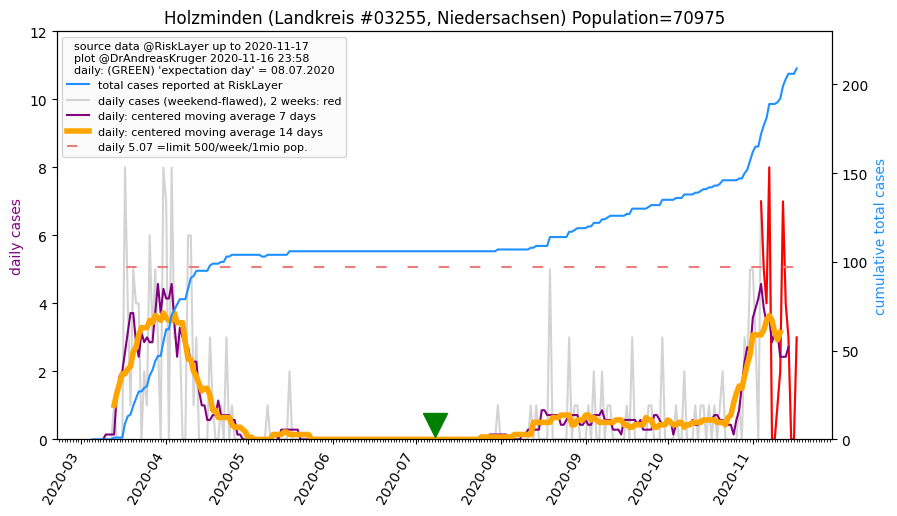 Holzminden (Landkreis #03255, Niedersachsen) Population=70975
source data @RiskLayer up to 2020-11-17
plot @DrAndreasKruger 2020-11-16 23:58
daily: (GREEN) 'expectation day' = 08.07.2020
total cases reported at RiskLayer
daily cases (weekend-flawed), 2 weeks: red
daily: centered moving average 7 days
daily: centered moving average 14 days
daily 5.07 =limit 500/week/1mio pop.
daily cases
12
10
8
6
4
2
0
cumulative total cases
200
150
100
50
0
2020-03
2020-04
2020-05
2020-06
2020-07
2020-08
2020-09
2020-10
2020-11